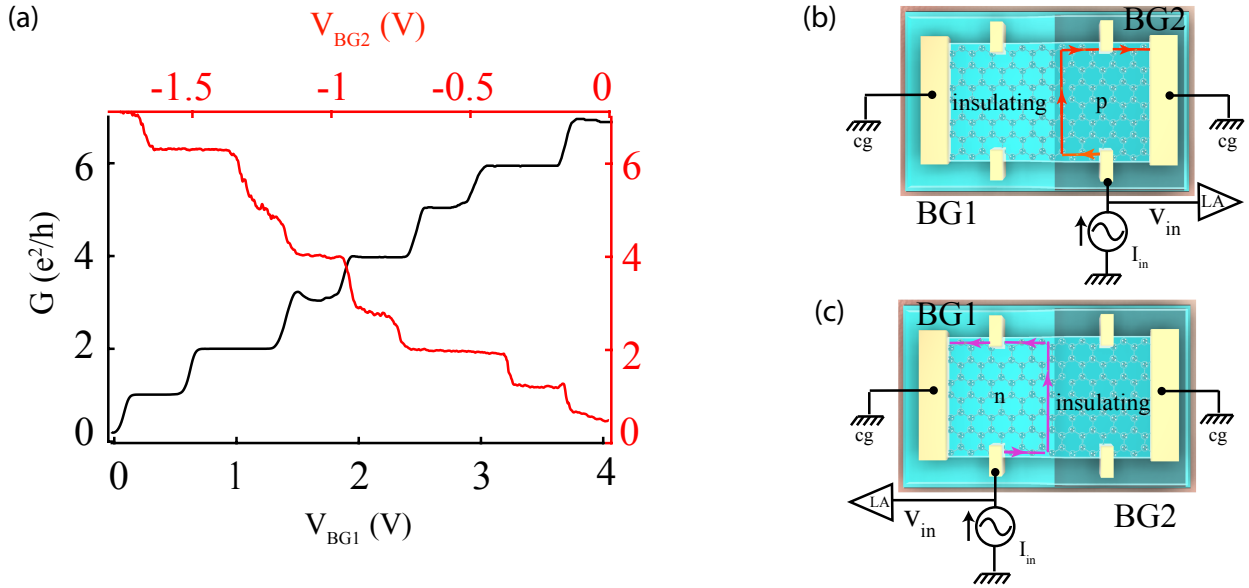 (a)
V_BG2 (V)
-1.5 -1 -0.5 0
G (e²/h)
6
4
2
0
6
4
2
0
0 1 2 3 4
V_BG1 (V)
(b)
BG2
insulating
p
cg
cg
BG1
V_in
LA
I_in
(c)
BG1
n
insulating
cg
cg
LA
V_in
I_in
BG2